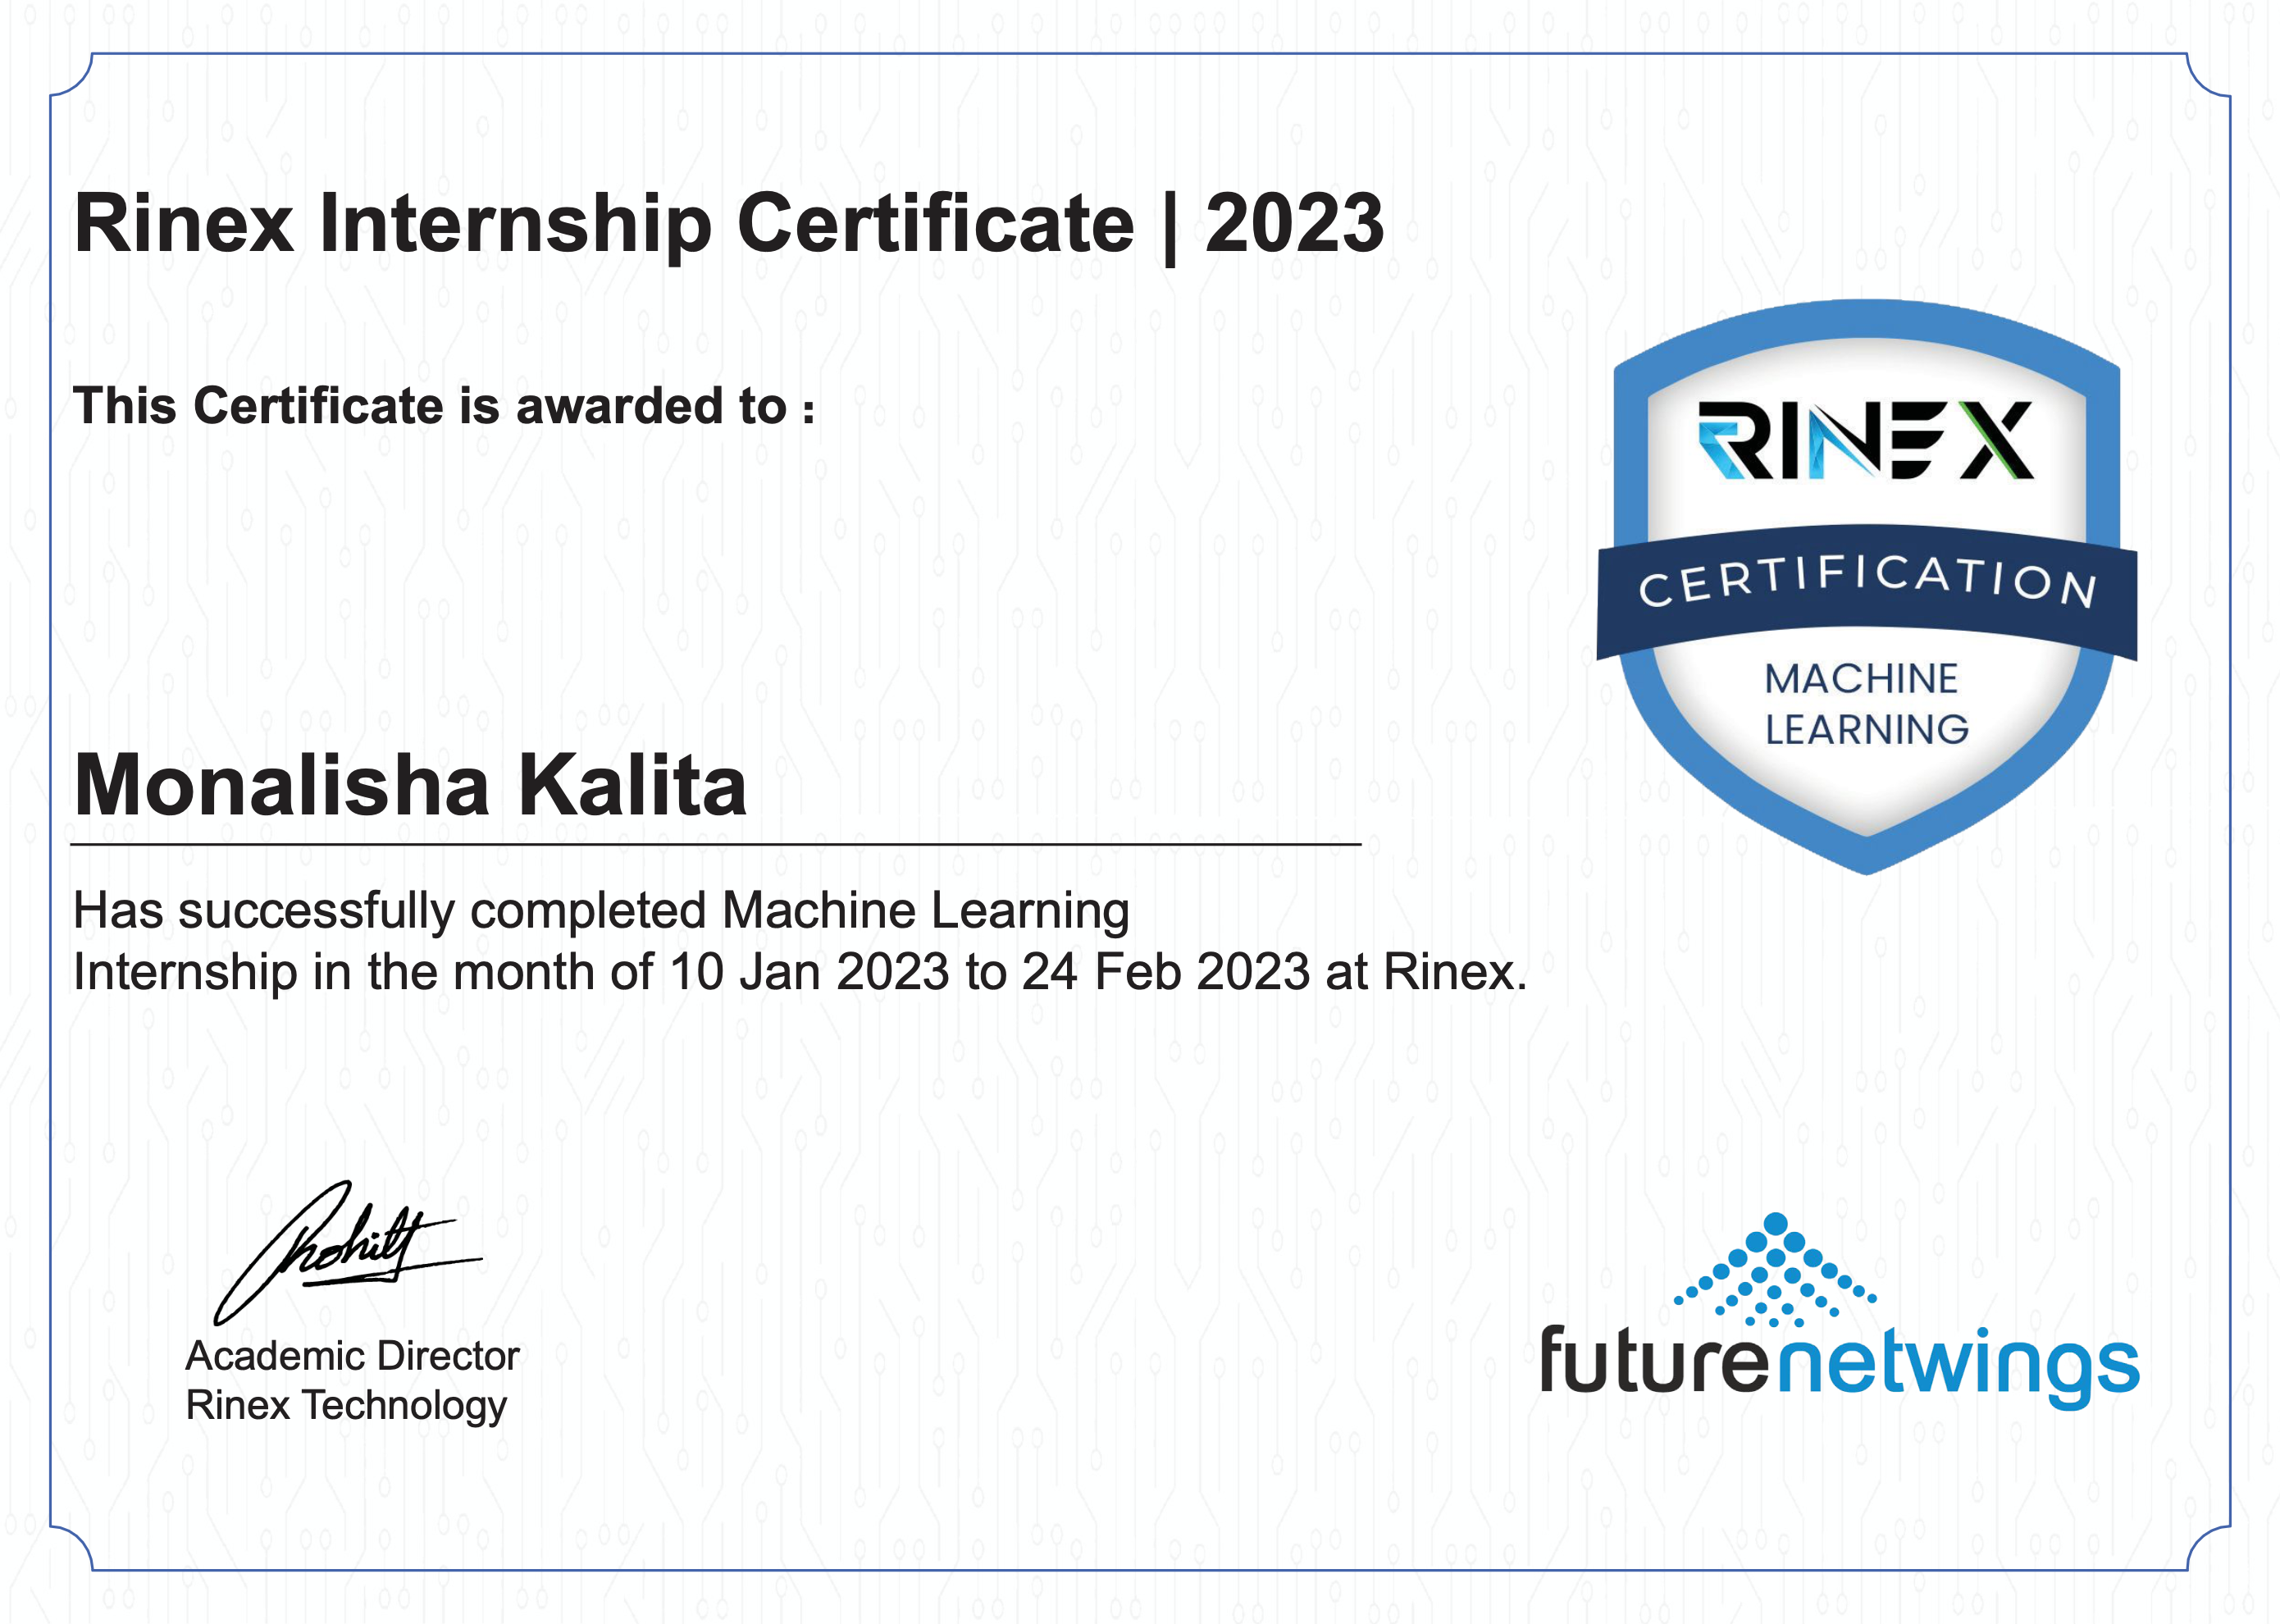 Rinex Internship Certificate | 2023
This Certificate is awarded to :
RINEX
CERTIFICATION
MACHINE
LEARNING
Monalisha Kalita
Has successfully completed Machine Learning
Internship in the month of 10 Jan 2023 to 24 Feb 2023 at Rinex.
Academic Director
Rinex Technology
futurenetwings